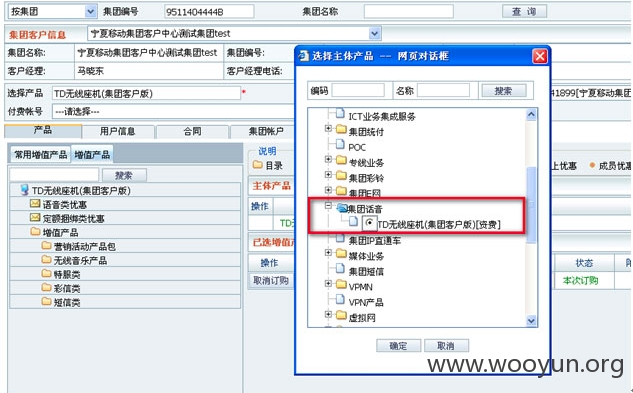 按集团 集团编号 9511404444B 集团名称 查 询
集团客户信息 宁夏移动集团客户中心测试集团test
集团名称: 宁夏移动集团客户中心测试集团test 集团编号:
客户经理: 马晓东 客户经理电话:
选择产品 TD无线座机(集团客户版) * 41899[宁夏移动集团
付费帐号 ---请选择---
产品 用户信息 合同 集团帐户
常用增值产品 增值产品
搜索
TD无线座机(集团客户版)
语音类优惠
定额捆绑类优惠
增值产品
营销活动产品包
无线音乐产品
特服类
彩信类
短信类
说明
目录 上优惠 成员优惠
主体产品
操作
已选增值产
操作 状态
取消订购 本次订购
选择主体产品 -- 网页对话框
编码 名称 搜索
ICT业务集成服务
集团统付
POC
专线业务
集团彩铃
集团E网
集团话音
TD无线座机(集团客户版)[资费]
集团IP直通车
媒体业务
集团短信
VPMN
VPN产品
虚拟网
确定 取消
www.wooyun.org